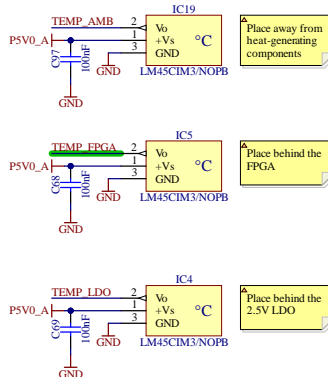 IC19
TEMP_AMB 2 Vo
P5V0_A 1 +Vs °C
3 GND
C97 100nF GND
LM45CIM3/NOPB
GND
Place away from
heat-generating
components
IC5
TEMP_FPGA 2 Vo
P5V0_A 1 +Vs °C
3 GND
C68 100nF GND
LM45CIM3/NOPB
GND
Place behind the
FPGA
IC4
TEMP_LDO 2 Vo
P5V0_A 1 +Vs °C
3 GND
C69 100nF GND
LM45CIM3/NOPB
GND
Place behind the
2.5V LDO